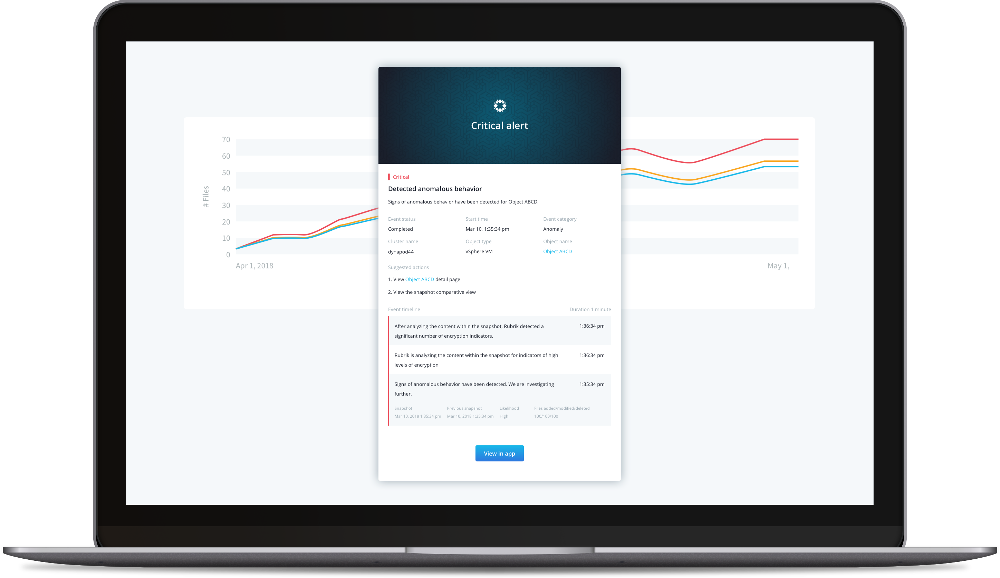 Critical alert
70
60
50
40
30
20
10
0
# Files
Apr 1, 2018
May 1,
Critical
Detected anomalous behavior
Signs of anomalous behavior have been detected for Object ABCD.
Event status Start time Event category
Completed Mar 10, 1:35:34 pm Anomaly
Cluster name Object type Object name
dynapod44 vSphere VM Object ABCD
Suggested actions
1. View Object ABCD detail page
2. View the snapshot comparative view
Event timeline Duration 1 minute
After analyzing the content within the snapshot, Rubrik detected a 1:36:34 pm
significant number of encryption indicators.
Rubrik is analyzing the content within the snapshot for indicators of high 1:36:34 pm
levels of encryption
Signs of anomalous behavior have been detected. We are investigating 1:35:34 pm
further.
Snapshot Previous snapshot Likelihood Files added/modified/deleted
Mar 10, 2018 1:35:34 pm Mar 10, 2018 1:35:34 pm High 100/100/100
View in app